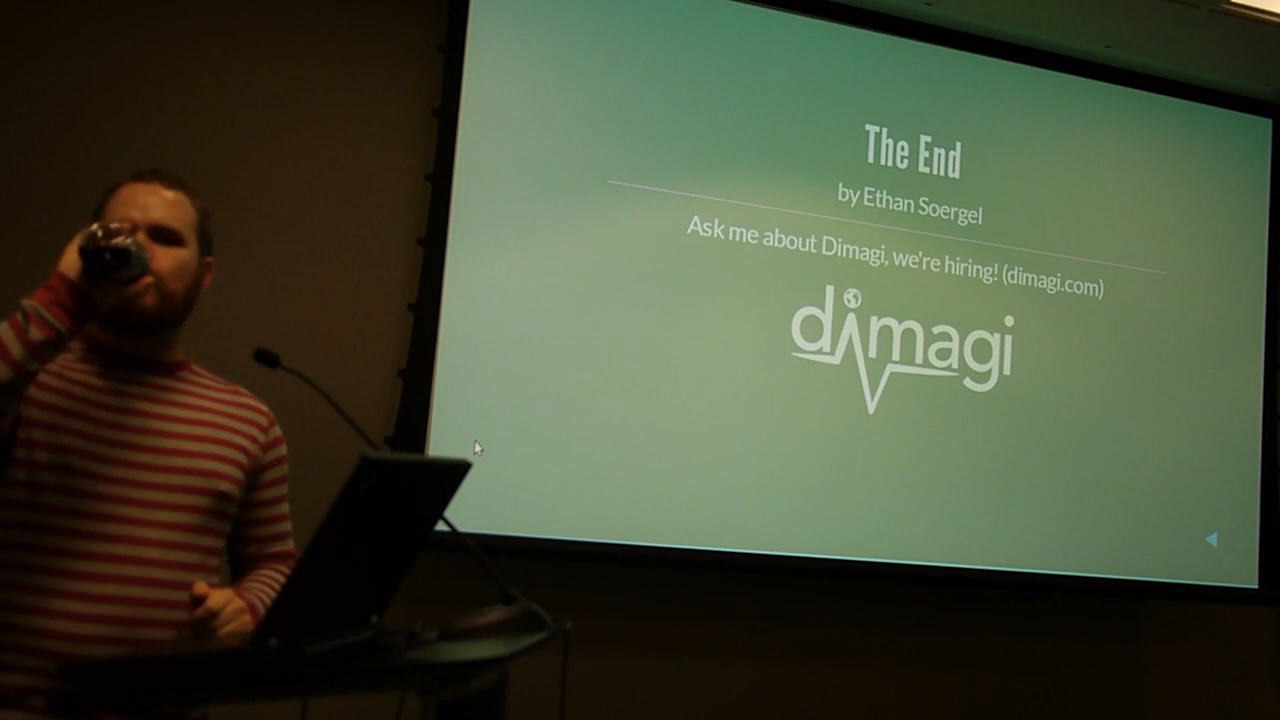 The End
by Ethan Soergel
Ask me about Dimagi, we're hiring! (dimagi.com)
dimagi